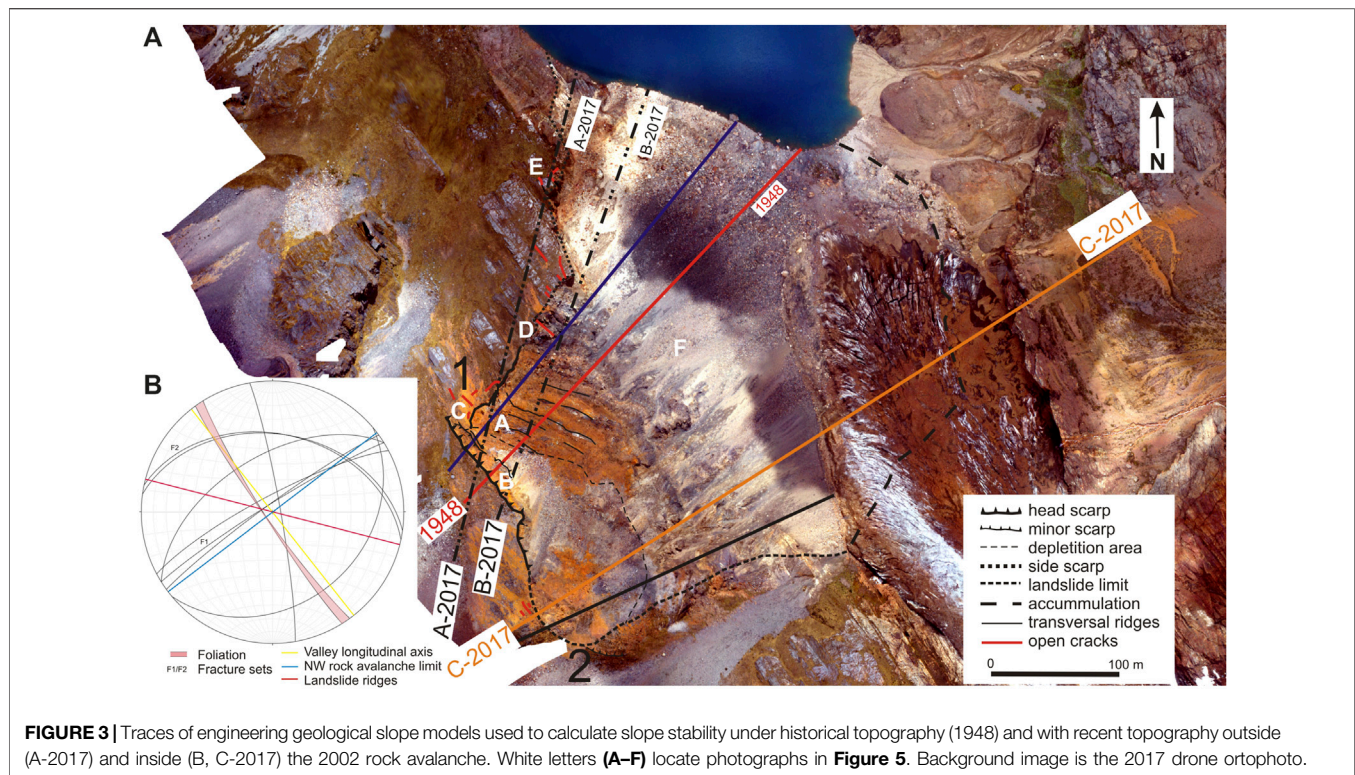 A
N
A-2017
B-2017
E
1948
C-2017
D
F
1
C
A
B
1948
B-2017
A-2017
C-2017
2
B
F2
F1
Foliation
F1/F2 Fracture sets
Valley longitudinal axis
NW rock avalanche limit
Landslide ridges
head scarp
minor scarp
depletition area
side scarp
landslide limit
accummulation
transversal ridges
open cracks
0 100 m
FIGURE 3 | Traces of engineering geological slope models used to calculate slope stability under historical topography (1948) and with recent topography outside
(A-2017) and inside (B, C-2017) the 2002 rock avalanche. White letters (A–F) locate photographs in Figure 5. Background image is the 2017 drone ortophoto.